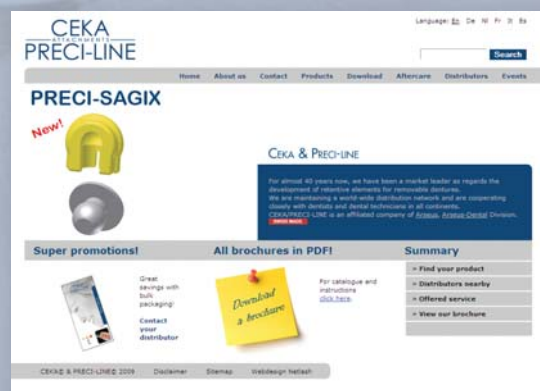 CEKA
ATTACHMENTS
PRECI-LINE
Language: En De Nl Fr It Es
Search
Home About us Contact Products Download Aftercare Distributors Events
PRECI-SAGIX
New!
CEKA & PRECI-LINE
For almost 40 years now, we have been a market leader as regards the
development of retentive elements for removable dentures.
We are maintaining a world-wide distribution network and are cooperating
closely with dentists and dental technicians in all continents.
CEKA/PRECI-LINE is an affiliated company of Arseus, Arseus-Dental Division.
Super promotions!
Great
savings with
bulk
packaging!
Contact
your
distributor
All brochures in PDF!
Download
a brochure
For catalogue and
instructions
click here.
Summary
» Find your product
» Distributors nearby
» Offered service
» View our brochure
CEKA© & PRECI-LINE© 2009 Disclaimer Sitemap Webdesign Netlash